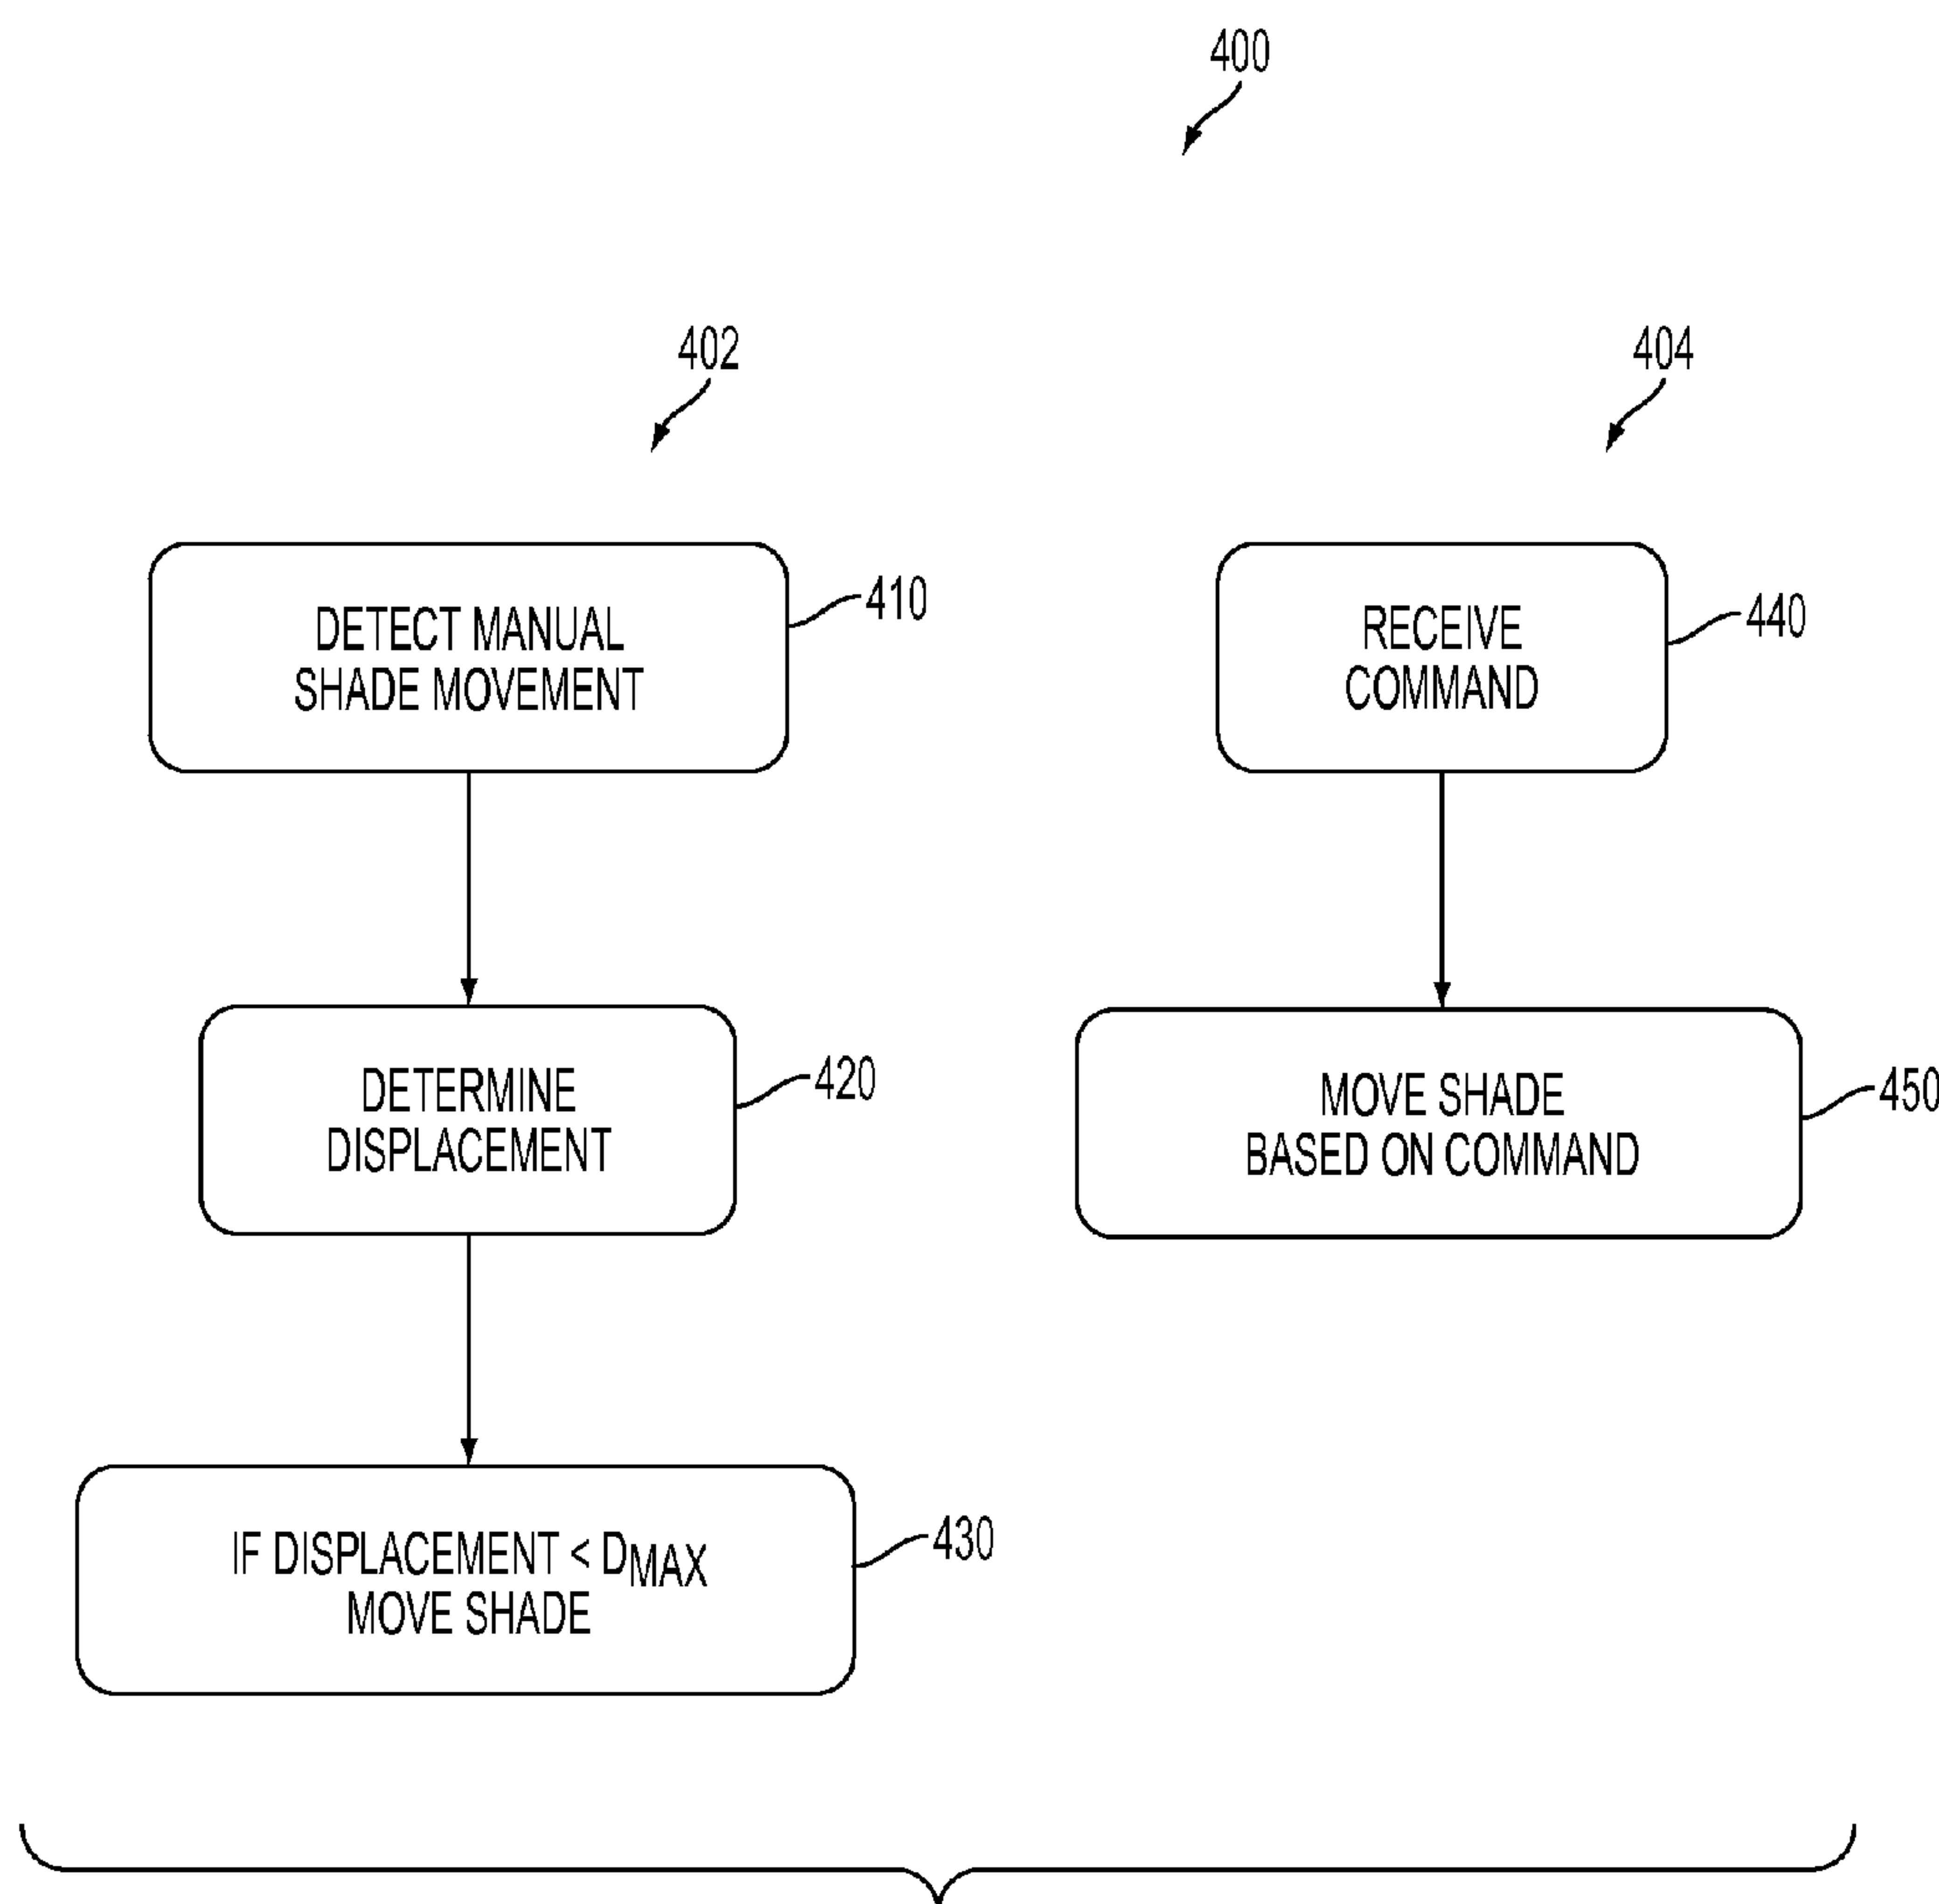 400
402
404
DETECT MANUAL
SHADE MOVEMENT
410
RECEIVE
COMMAND
440
DETERMINE
DISPLACEMENT
420
MOVE SHADE
BASED ON COMMAND
450
IF DISPLACEMENT < DMAX
MOVE SHADE
430